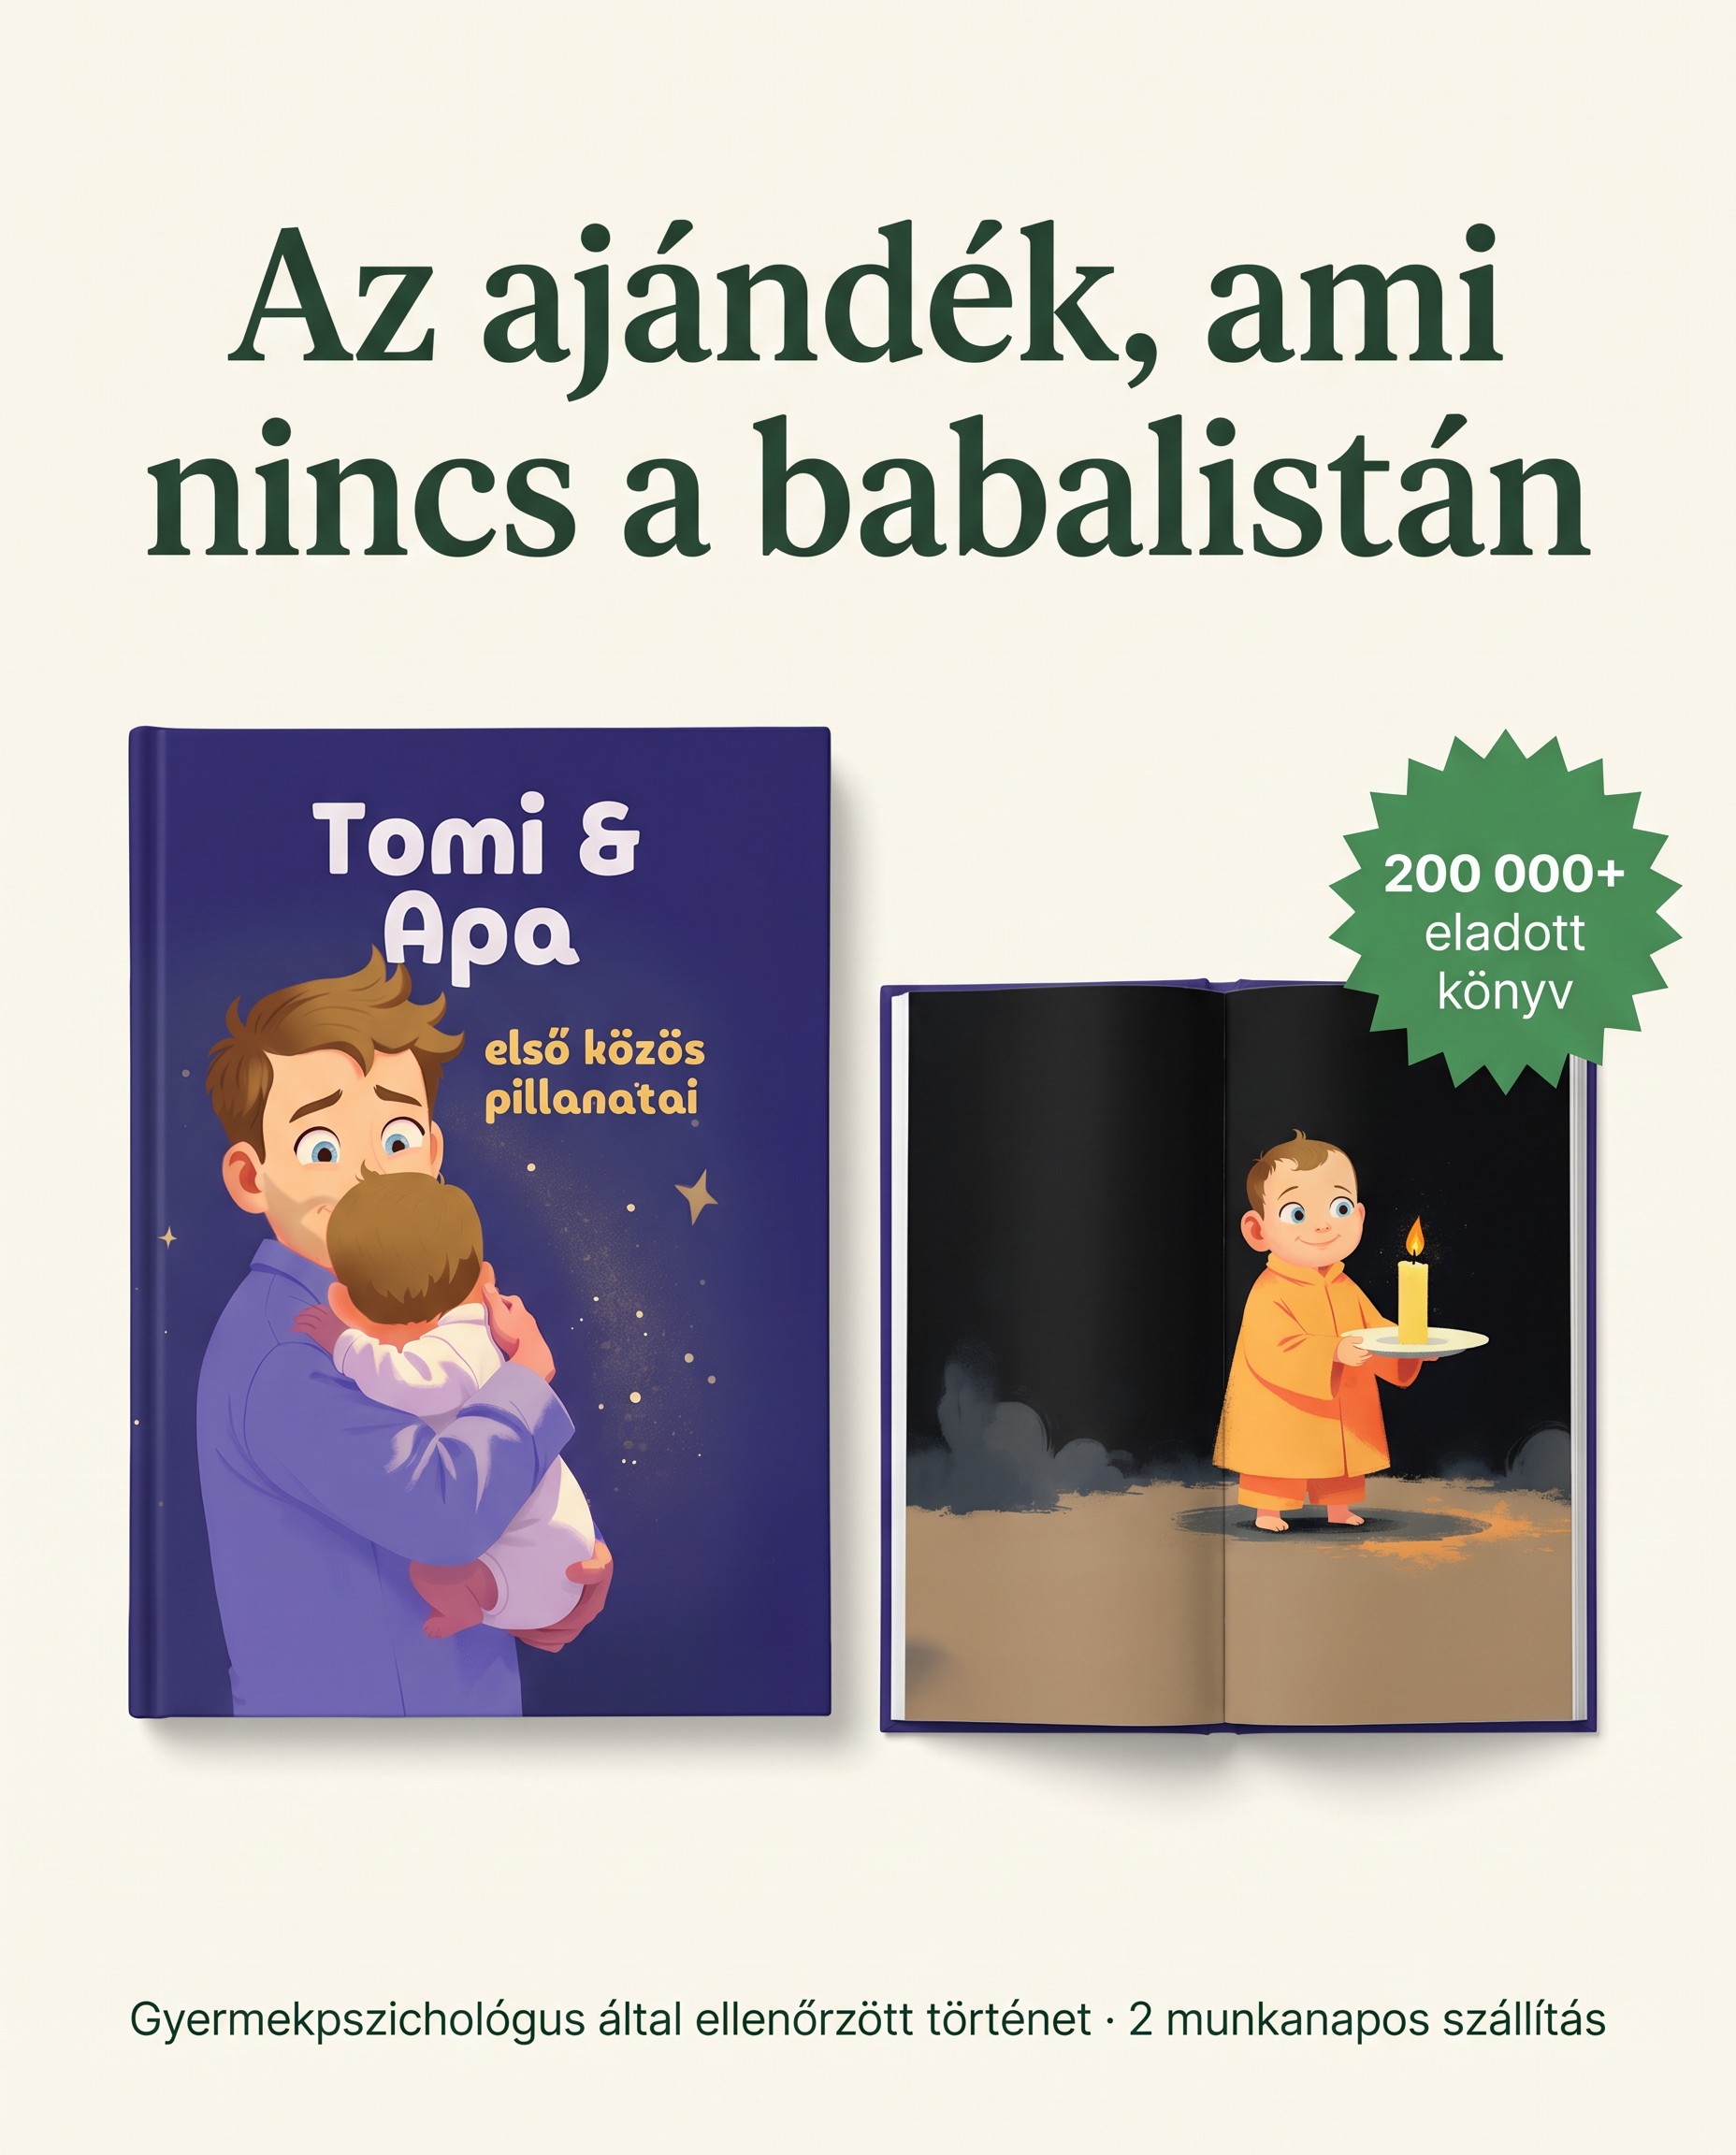 Az ajándék, ami
nincs a babalistán
Tomi &
Apa
első közös
pillanatai
200 000+
eladott
könyv
Gyermekpszichológus által ellenőrzött történet · 2 munkanapos szállítás